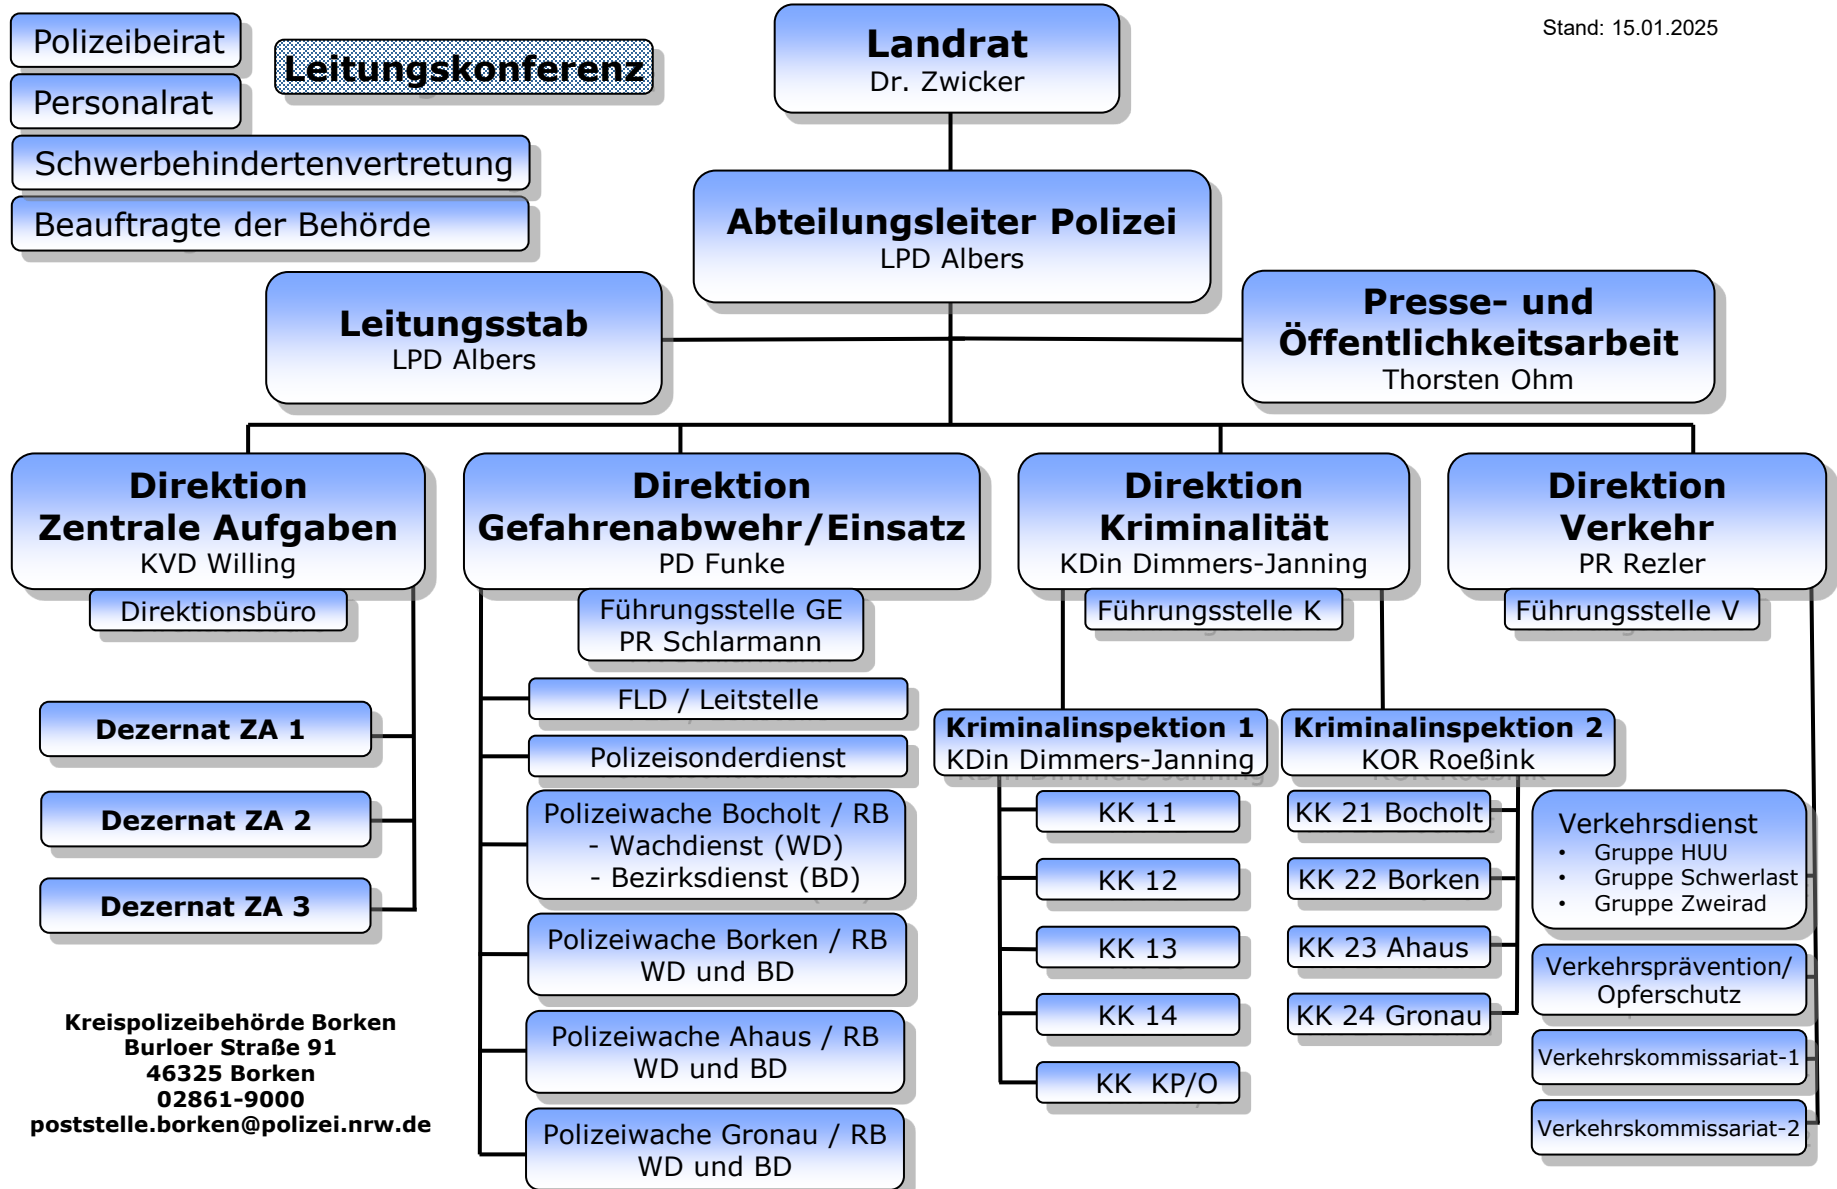 Polizeibeirat
Personalrat
Schwerbehindertenvertretung
Beauftragte der Behörde
Leitungskonferenz
Landrat
Dr. Zwicker
Stand: 15.01.2025
Abteilungsleiter Polizei
LPD Albers
Leitungsstab
LPD Albers
Presse- und
Öffentlichkeitsarbeit
Thorsten Ohm
Direktion
Zentrale Aufgaben
KVD Willing
Direktionsbüro
Dezernat ZA 1
Dezernat ZA 2
Dezernat ZA 3
Direktion
Gefahrenabwehr/Einsatz
PD Funke
Führungsstelle GE
PR Schlarmann
FLD / Leitstelle
Polizeisonderdienst
Polizeiwache Bocholt / RB
- Wachdienst (WD)
- Bezirksdienst (BD)
Polizeiwache Borken / RB
WD und BD
Polizeiwache Ahaus / RB
WD und BD
Polizeiwache Gronau / RB
WD und BD
Direktion
Kriminalität
KDin Dimmers-Janning
Führungsstelle K
Kriminalinspektion 1
KDin Dimmers-Janning
KK 11
KK 12
KK 13
KK 14
KK KP/O
Kriminalinspektion 2
KOR Roeßink
KK 21 Bocholt
KK 22 Borken
KK 23 Ahaus
KK 24 Gronau
Direktion
Verkehr
PR Rezler
Führungsstelle V
Verkehrsdienst
• Gruppe HUU
• Gruppe Schwerlast
• Gruppe Zweirad
Verkehrsprävention/
Opferschutz
Verkehrskommissariat-1
Verkehrskommissariat-2
Kreispolizeibehörde Borken
Burloer Straße 91
46325 Borken
02861-9000
poststelle.borken@polizei.nrw.de